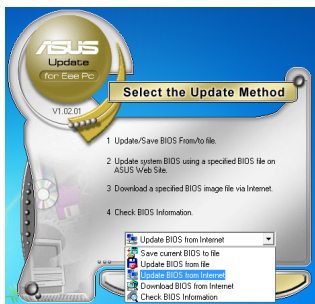 ASUS
Update
for Eee Pc
V1.02.01
Select the Update Method
1 Update/Save BIOS From/to file.
2 Update system BIOS using a specified BIOS file on
ASUS Web Site.
3 Download a specified BIOS image file via Internet.
4 Check BIOS Information.
Update BIOS from Internet
Save current BIOS to file
Update BIOS from file
Update BIOS from Internet
Download BIOS from Internet
Check BIOS Information